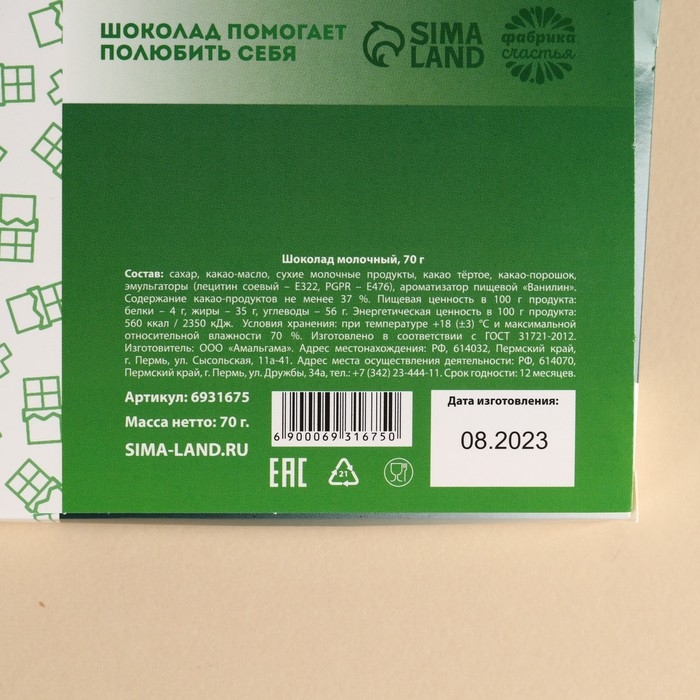 ШОКОЛАД ПОМОГАЕТ
ПОЛЮБИТЬ СЕБЯ
SIMA
LAND
фабрика
счастья
Шоколад молочный, 70 г
Состав: сахар, какао-масло, сухие молочные продукты, какао тёртое, какао-порошок,
эмульгаторы (лецитин соевый – Е322, PGPR – Е476), ароматизатор пищевой «Ванилин».
Содержание какао-продуктов не менее 37 %. Пищевая ценность в 100 г продукта:
белки – 4 г, жиры – 35 г, углеводы – 56 г. Энергетическая ценность в 100 г продукта:
560 ккал / 2350 кДж. Условия хранения: при температуре +18 (±3) °С и максимальной
относительной влажности 70 %. Изготовлено в соответствии с ГОСТ 31721-2012.
Изготовитель: ООО «Амальгама». Адрес местонахождения: РФ, 614032, Пермский край,
г. Пермь, ул. Сысольская, 11а-41. Адрес места осуществления деятельности: РФ, 614070,
Пермский край, г. Пермь, ул. Дружбы, 34а, тел.: +7 (342) 23-444-11. Срок годности: 12 месяцев.
Артикул: 6931675
Масса нетто: 70 г.
SIMA-LAND.RU
6 900069 316750
EAC
21
Дата изготовления:
08.2023